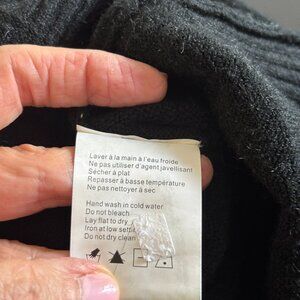 Laver à la main à l'eau froide
Ne pas utiliser d'agent javellisant
Sécher à plat
Repasser à basse température
Ne pas nettoyer à sec
Hand wash in cold water
Do not bleach
Lay flat to dry
Iron at low
Do not dry clean